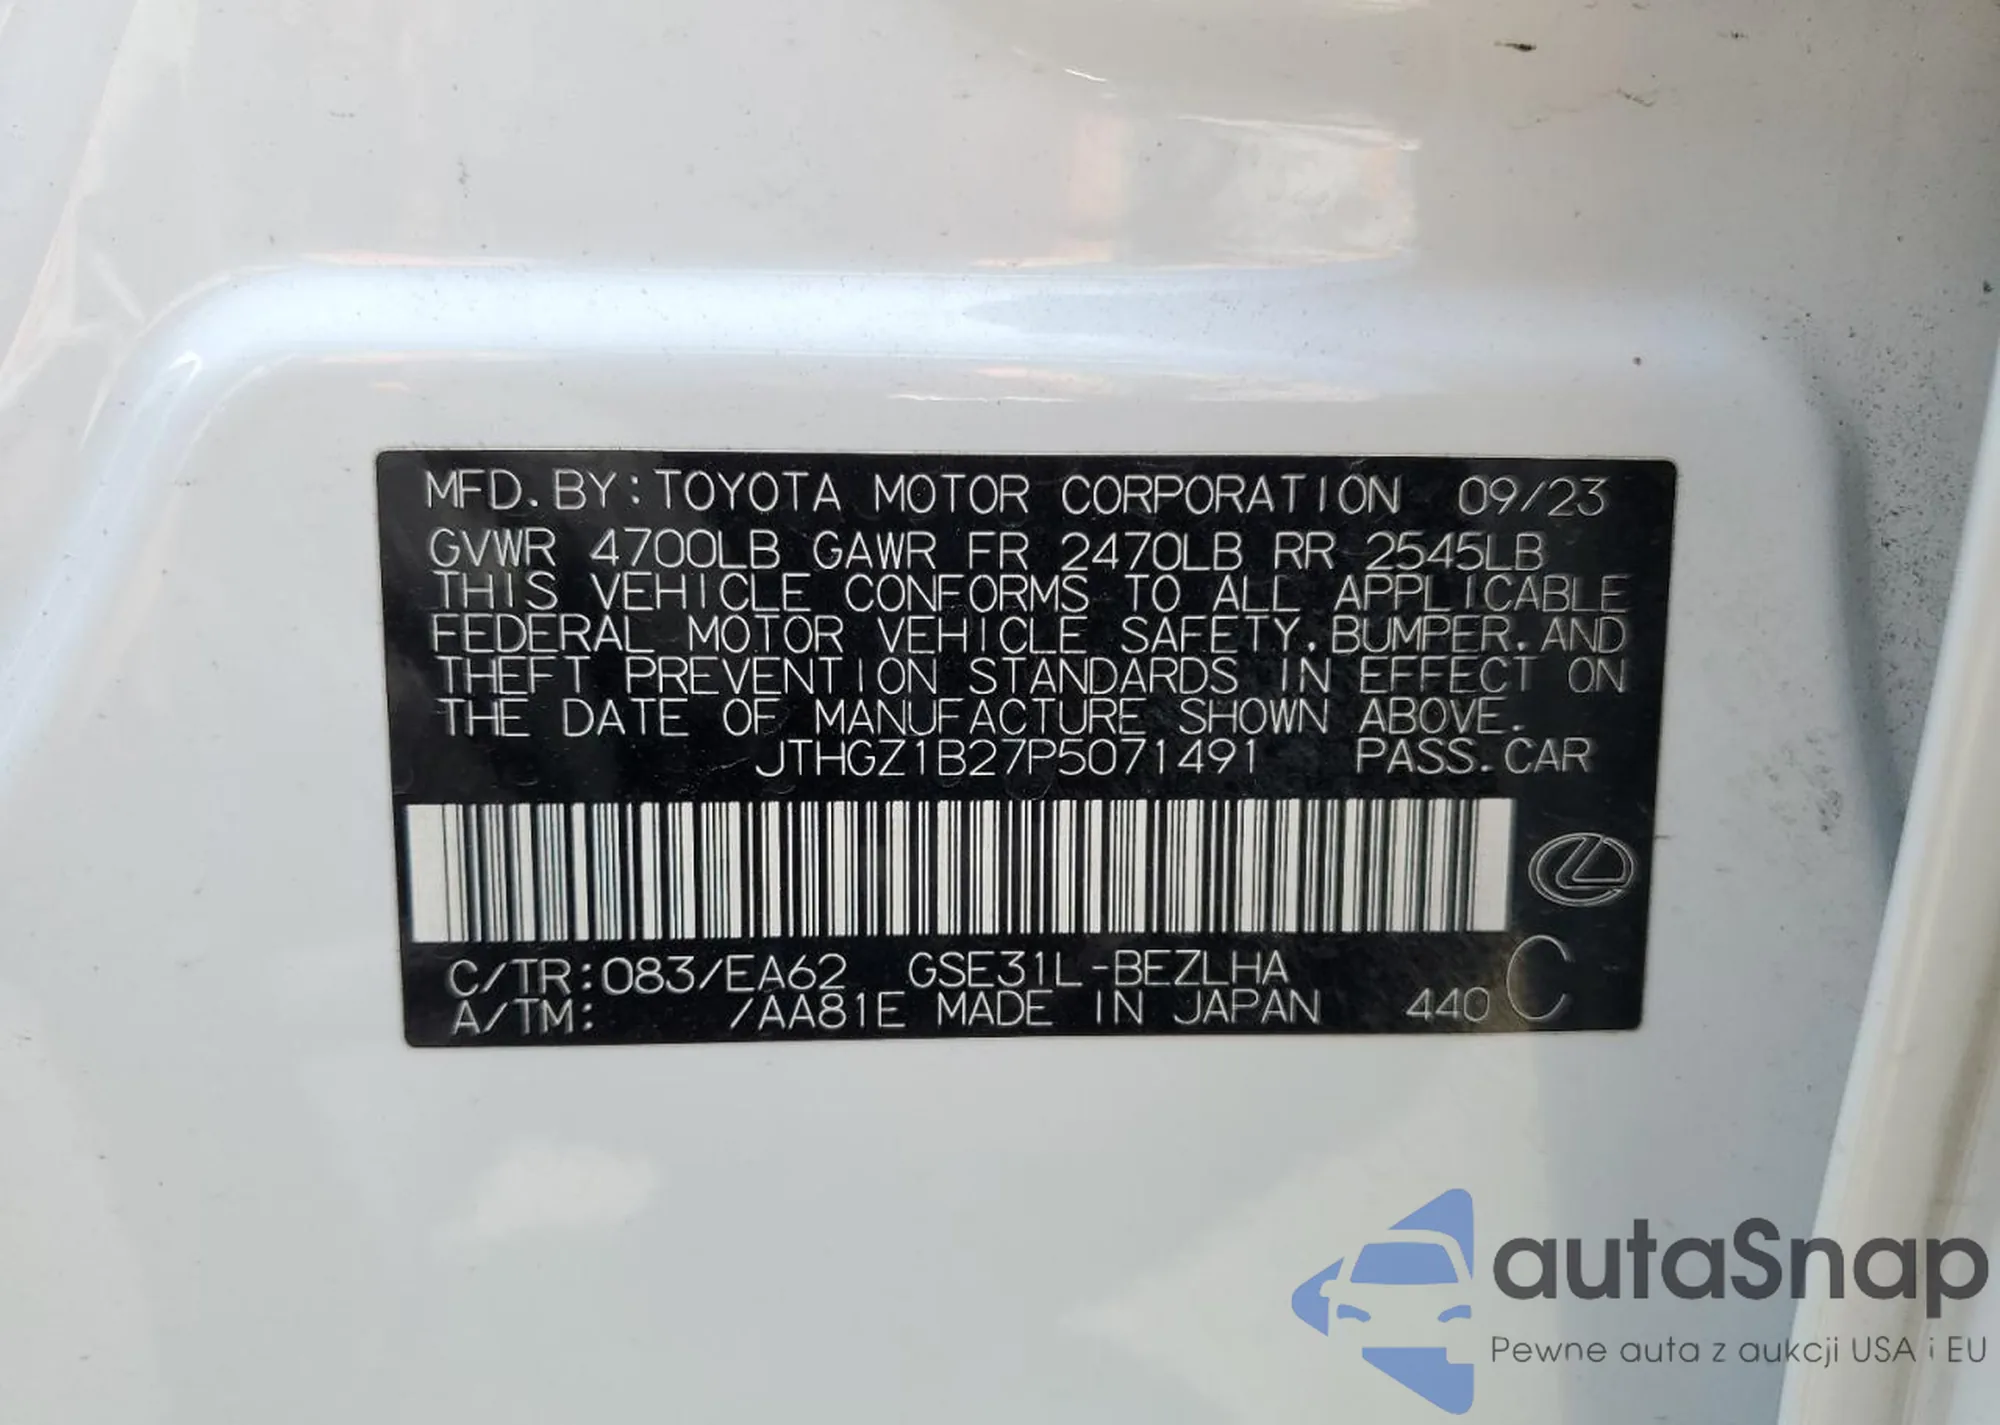 MFD. BY: TOYOTA MOTOR CORPORATION 09/23
GVWR 4700LB GAWR FR 2470LB RR 2545LB
THIS VEHICLE CONFORMS TO ALL APPLICABLE
FEDERAL MOTOR VEHICLE SAFETY, BUMPER, AND
THEFT PREVENTION STANDARDS IN EFFECT ON
THE DATE OF MANUFACTURE SHOWN ABOVE.
JTHGZ1B27P5071491 PASS. CAR
C/TR: 083/EA62 GSE31L-BEZLHA
A/TM: /AA81E MADE IN JAPAN 440 C
autaSnap
Pewne auta z aukcji USA i EU